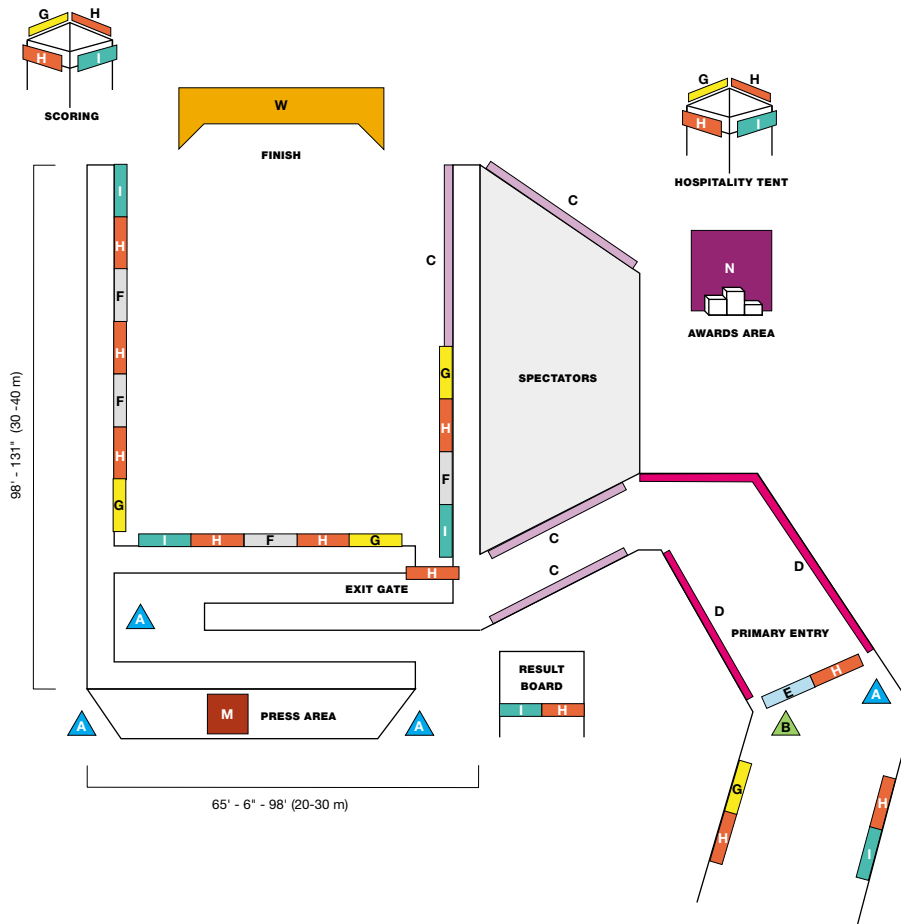 G H
H I
SCORING
W
FINISH
G H
H I
HOSPITALITY TENT
N
AWARDS AREA
I
H
F
H
F
H
G
98' - 131" (30 -40 m)
C
G
H
F
I
C
SPECTATORS
C
C
I H F H G
H
EXIT GATE
A
D
D
PRIMARY ENTRY
E H
A
B
RESULT
BOARD
I H
A
M
PRESS AREA
A
65' - 6" - 98' (20-30 m)
G
H
H
I